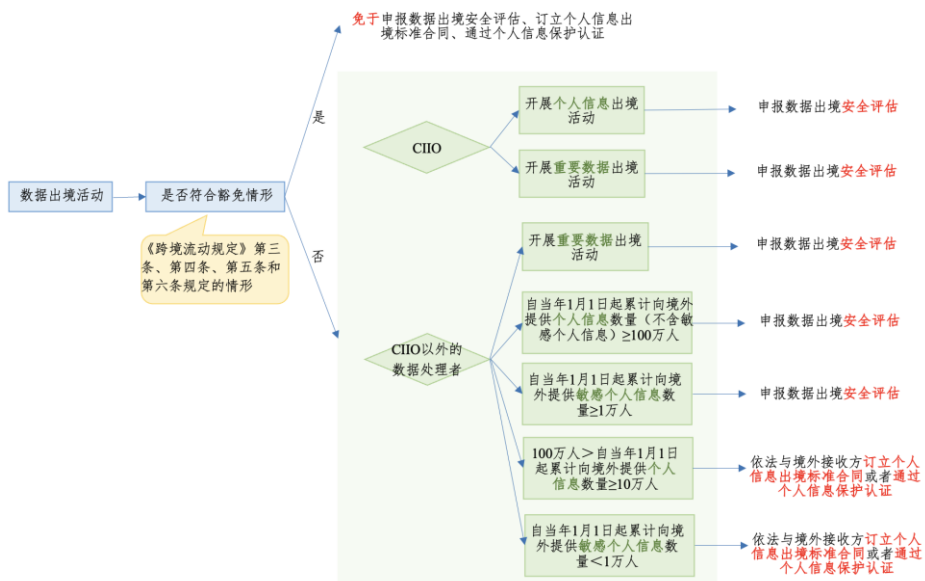 免于申报数据出境安全评估、订立个人信息出
境标准合同、通过个人信息保护认证
是
数据出境活动
是否符合豁免情形
《跨境流动规定》第三
条、第四条、第五条和
第六条规定的情形
否
CIIO
开展个人信息出境
活动
申报数据出境安全评估
开展重要数据出境
活动
申报数据出境安全评估
CIIO以外的
数据处理者
开展重要数据出境
活动
申报数据出境安全评估
自当年1月1日起累计向境外
提供个人信息数量（不含敏
感个人信息）≥100万人
申报数据出境安全评估
自当年1月1日起累计向境
外提供敏感个人信息数
量≥1万人
申报数据出境安全评估
100万人＞自当年1月1日
起累计向境外提供个人
信息数量≥10万人
依法与境外接收方订立个人
信息出境标准合同或者通过
个人信息保护认证
自当年1月1日起累计向境
外提供敏感个人信息数
量＜1万人
依法与境外接收方订立个人
信息出境标准合同或者通过
个人信息保护认证